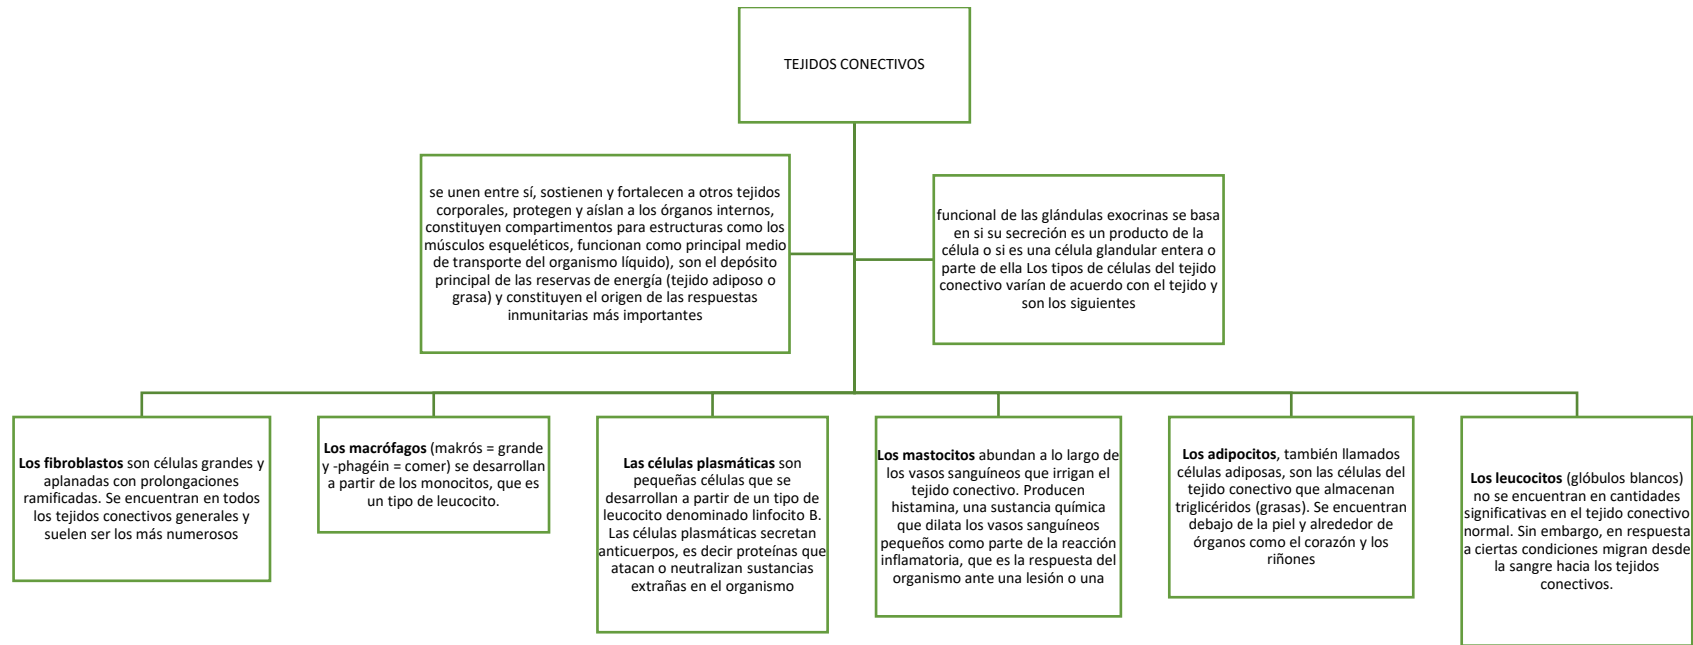 TEJIDOS CONECTIVOS
se unen entre sí, sostienen y fortalecen a otros tejidos
corporales, protegen y aíslan a los órganos internos,
constituyen compartimentos para estructuras como los
músculos esqueléticos, funcionan como principal medio
de transporte del organismo líquido), son el depósito
principal de las reservas de energía (tejido adiposo o
grasa) y constituyen el origen de las respuestas
inmunitarias más importantes
funcional de las glándulas exocrinas se basa
en si su secreción es un producto de la
célula o si es una célula glandular entera o
parte de ella Los tipos de células del tejido
conectivo varían de acuerdo con el tejido y
son los siguientes
Los fibroblastos son células grandes y
aplanadas con prolongaciones
ramificadas. Se encuentran en todos
los tejidos conectivos generales y
suelen ser los más numerosos
Los macrófagos (makrós = grande
y -phagéin = comer) se desarrollan
a partir de los monocitos, que es
un tipo de leucocito.
Las células plasmáticas son
pequeñas células que se
desarrollan a partir de un tipo de
leucocito denominado linfocito B.
Las células plasmáticas secretan
anticuerpos, es decir proteínas que
atacan o neutralizan sustancias
extrañas en el organismo
Los mastocitos abundan a lo largo de
los vasos sanguíneos que irrigan el
tejido conectivo. Producen
histamina, una sustancia química
que dilata los vasos sanguíneos
pequeños como parte de la reacción
inflamatoria, que es la respuesta del
organismo ante una lesión o una
Los adipocitos, también llamados
células adiposas, son las células del
tejido conectivo que almacenan
triglicéridos (grasas). Se encuentran
debajo de la piel y alrededor de
órganos como el corazón y los
riñones
Los leucocitos (glóbulos blancos)
no se encuentran en cantidades
significativas en el tejido conectivo
normal. Sin embargo, en respuesta
a ciertas condiciones migran desde
la sangre hacia los tejidos
conectivos.